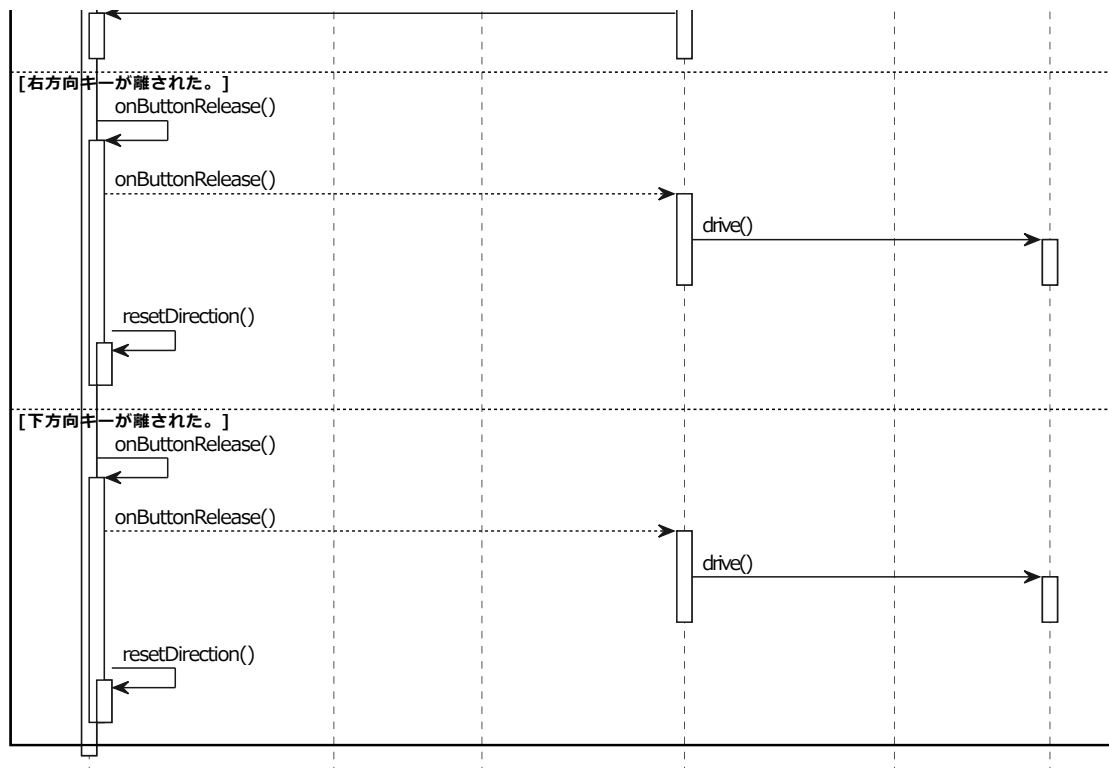 [右方向キーが離された。]
onButtonRelease()
onButtonRelease()
drive()
resetDirection()
[下方向キーが離された。]
onButtonRelease()
onButtonRelease()
drive()
resetDirection()